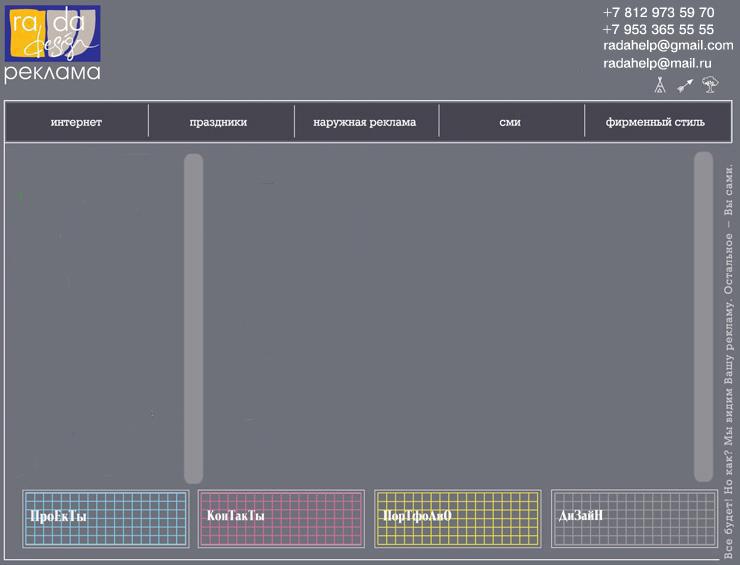 ra da
design
реклама
+7 812 973 59 70
+7 953 365 55 55
radahelp@gmail.com
radahelp@mail.ru
интернет праздники наружная реклама сми фирменный стиль
Все будет! Но как? Мы видим Вашу рекламу. Остальное – Вы сами.
ПроЕкТы КонТакТы ПорТфоЛиО ДиЗайН